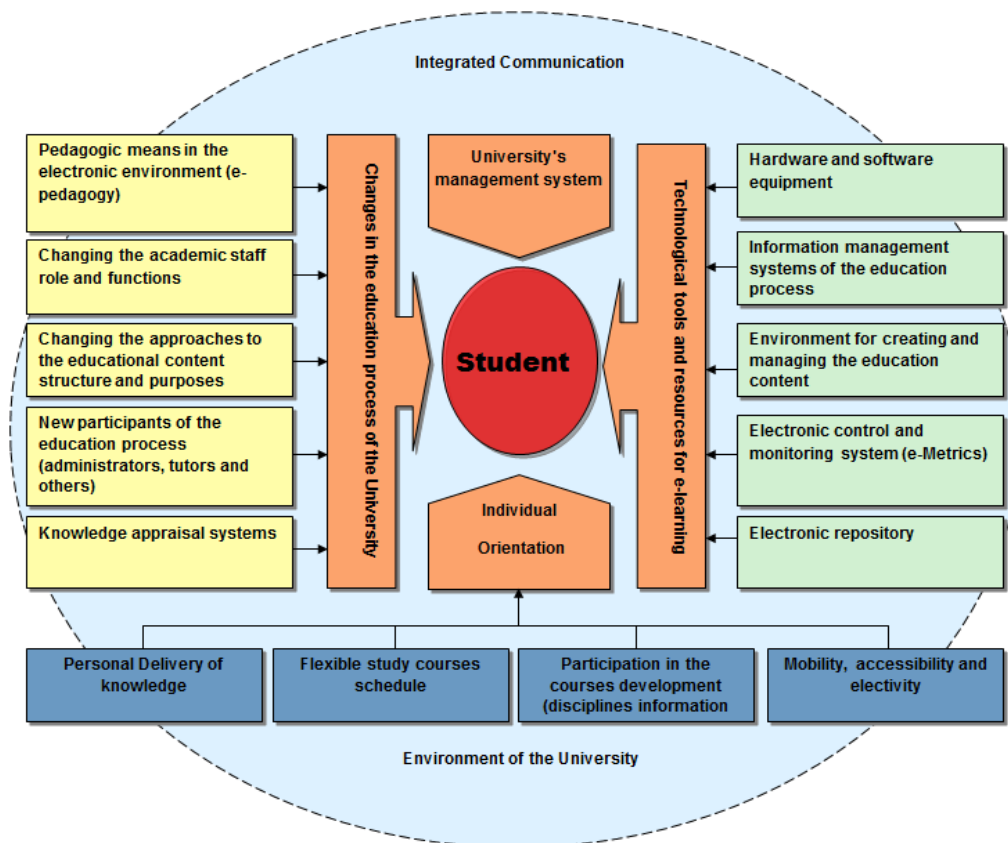 Integrated Communication
Pedagogic means in the
electronic environment (e-
pedagogy)
Changing the academic staff
role and functions
Changing the approaches to
the educational content
structure and purposes
New participants of the
education process
(administrators, tutors and
others)
Knowledge appraisal systems
Changes in the education process of the University
University's
management system
Student
Individual
Orientation
Technological tools and resources for e-learning
Hardware and software
equipment
Information management
systems of the education
process
Environment for creating and
managing the education
content
Electronic control and
monitoring system (e-Metrics)
Electronic repository
Personal Delivery of
knowledge
Flexible study courses
schedule
Participation in the
courses development
(disciplines information
Mobility, accessibility and
electivity
Environment of the University